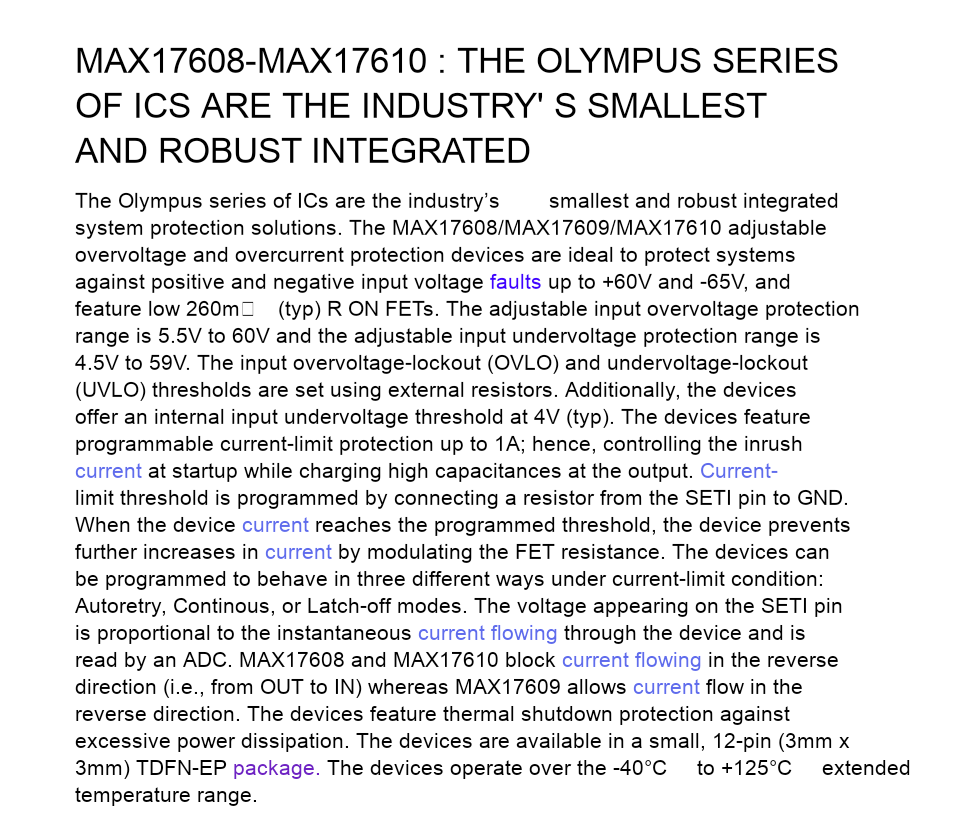 MAX17608-MAX17610 : THE OLYMPUS SERIES
OF ICS ARE THE INDUSTRY' S SMALLEST
AND ROBUST INTEGRATED
The Olympus series of ICs are the industry’s smallest and robust integrated
system protection solutions. The MAX17608/MAX17609/MAX17610 adjustable
overvoltage and overcurrent protection devices are ideal to protect systems
against positive and negative input voltage faults up to +60V and -65V, and
feature low 260m□ (typ) R ON FETs. The adjustable input overvoltage protection
range is 5.5V to 60V and the adjustable input undervoltage protection range is
4.5V to 59V. The input overvoltage-lockout (OVLO) and undervoltage-lockout
(UVLO) thresholds are set using external resistors. Additionally, the devices
offer an internal input undervoltage threshold at 4V (typ). The devices feature
programmable current-limit protection up to 1A; hence, controlling the inrush
current at startup while charging high capacitances at the output. Current-
limit threshold is programmed by connecting a resistor from the SETI pin to GND.
When the device current reaches the programmed threshold, the device prevents
further increases in current by modulating the FET resistance. The devices can
be programmed to behave in three different ways under current-limit condition:
Autoretry, Continous, or Latch-off modes. The voltage appearing on the SETI pin
is proportional to the instantaneous current flowing through the device and is
read by an ADC. MAX17608 and MAX17610 block current flowing in the reverse
direction (i.e., from OUT to IN) whereas MAX17609 allows current flow in the
reverse direction. The devices feature thermal shutdown protection against
excessive power dissipation. The devices are available in a small, 12-pin (3mm x
3mm) TDFN-EP package. The devices operate over the -40°C to +125°C extended
temperature range.